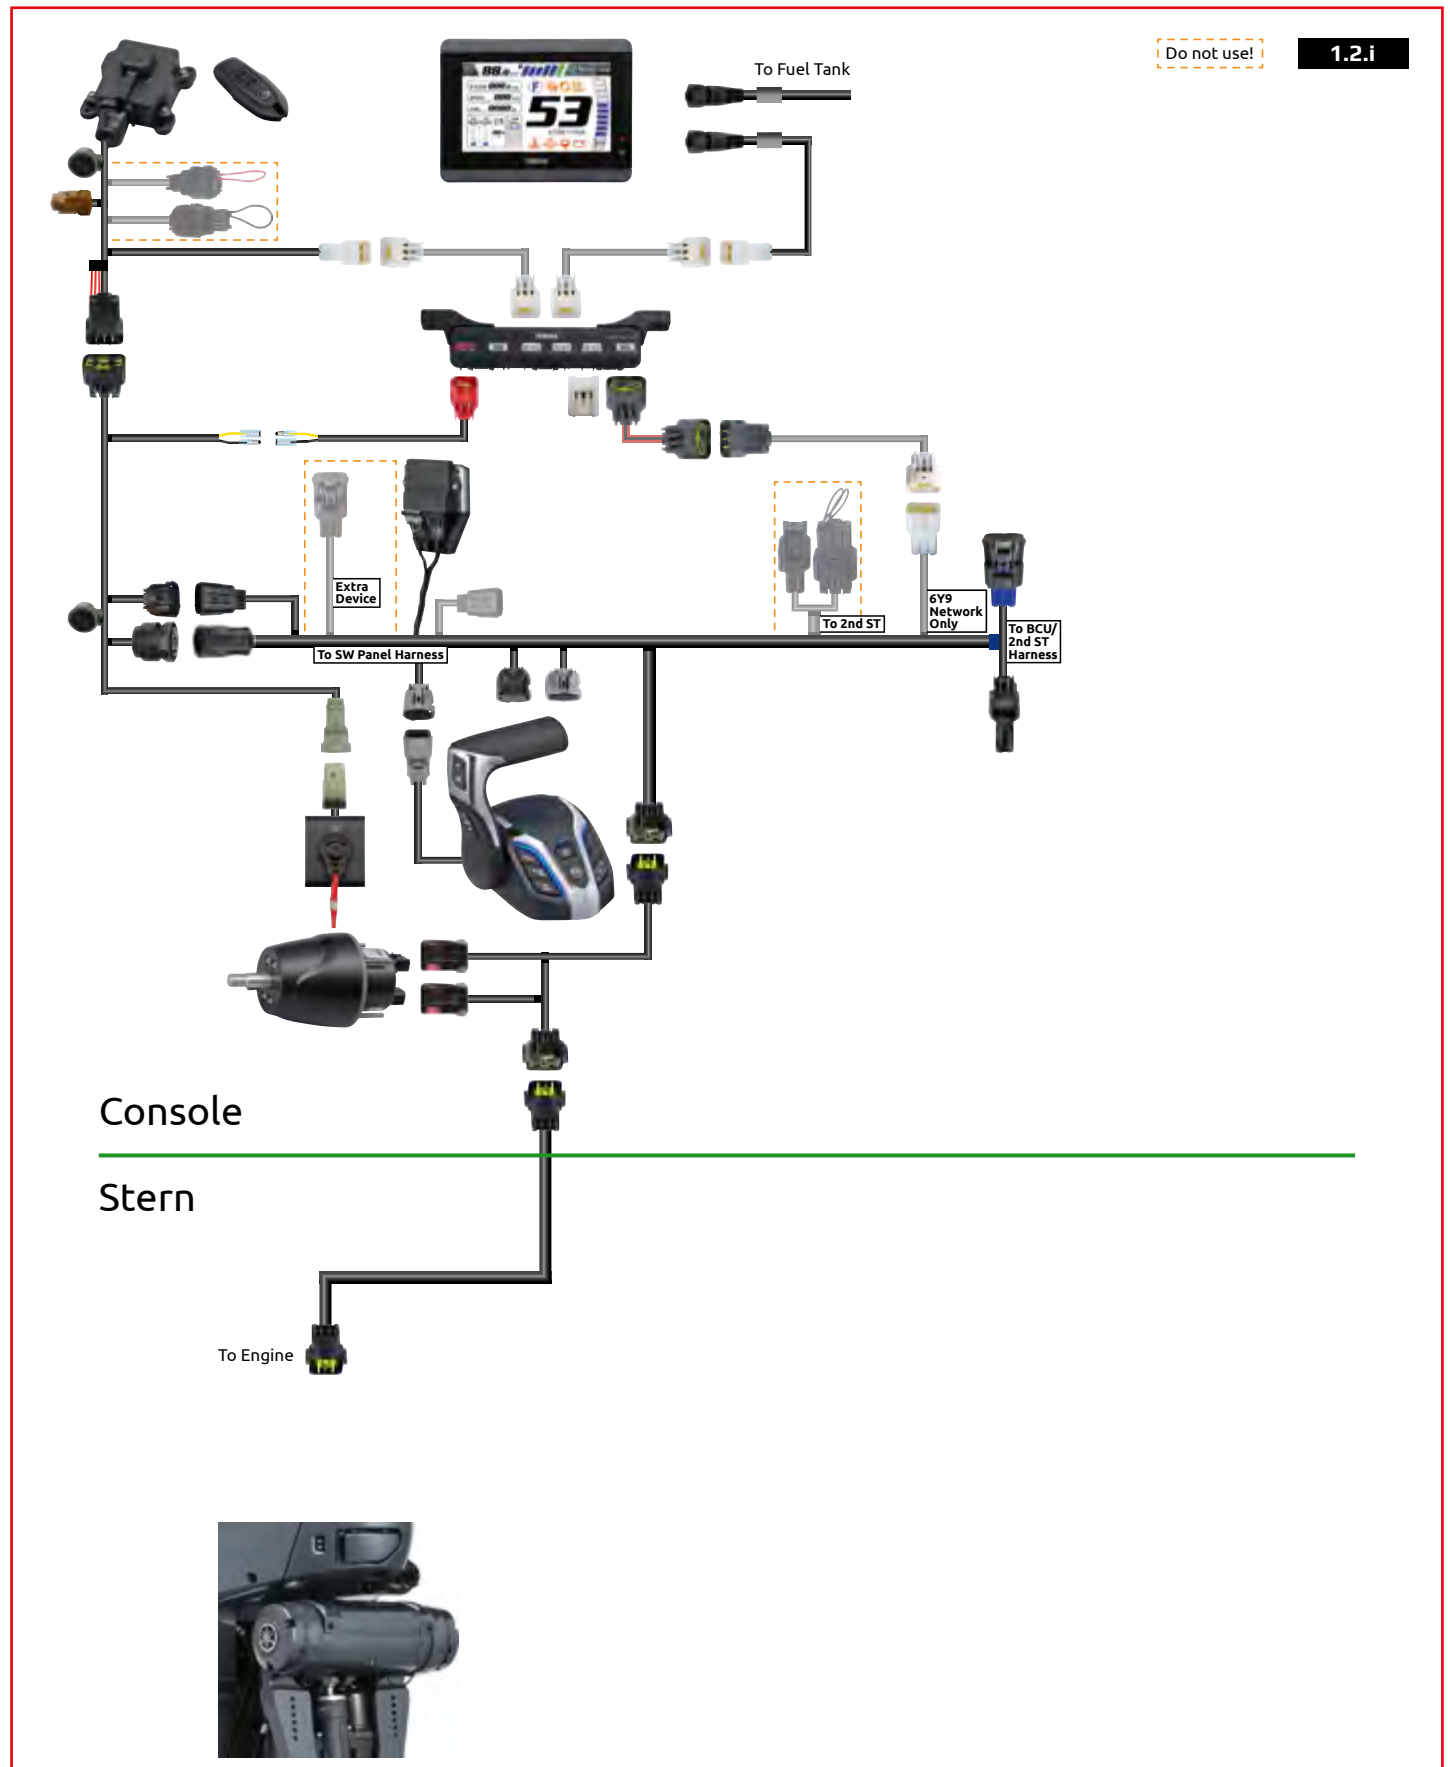 Do not use!
1.2.i
To Fuel Tank
53
Extra
Device
To 2nd ST
6Y9
Network
Only
To BCU/
2nd ST
Harness
To SW Panel Harness
Console
Stern
To Engine